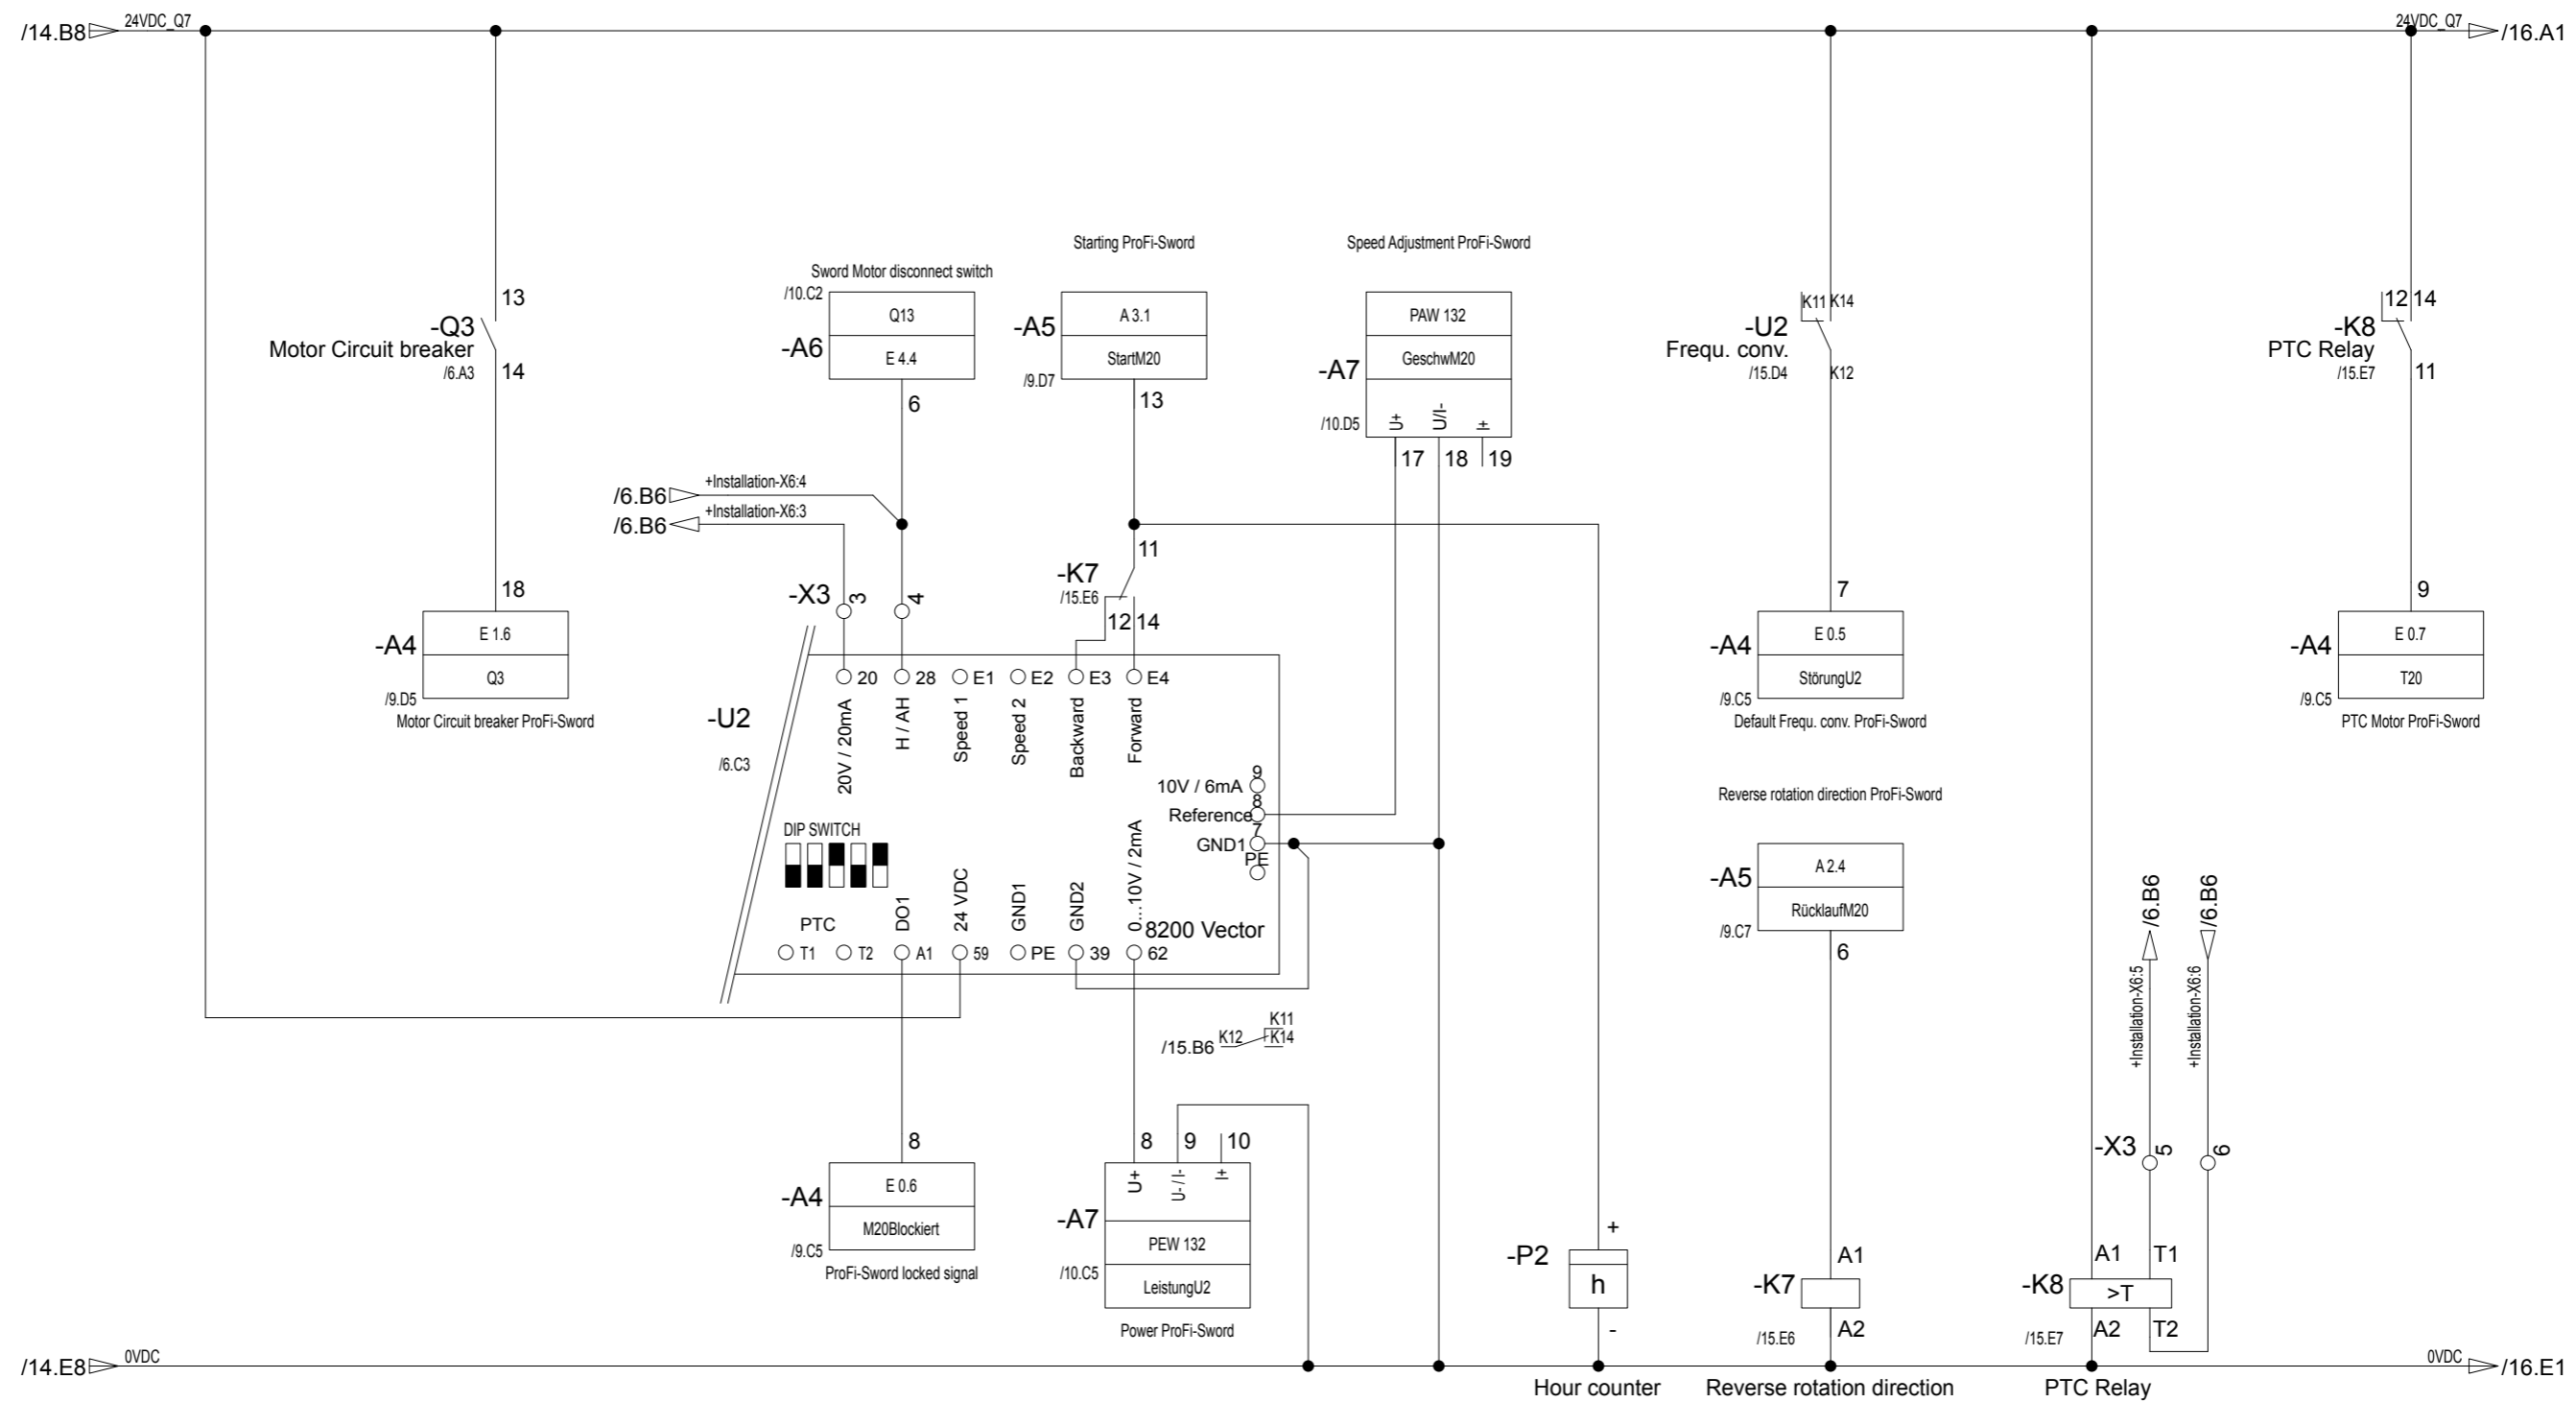 /14.B8
24VDC_Q7
24VDC_Q7
/16.A1
Starting ProFi-Sword
Speed Adjustment ProFi-Sword
Sword Motor disconnect switch
/10.C2
Q13
-A6
E 4.4
6
A 3.1
-A5
StartM20
/9.D7
13
PAW 132
GeschwM20
-A7
/10.D5
U+
U/I-
I+
17
18
19
13
-Q3
Motor Circuit breaker
/6.A3
14
K11
K14
-U2
Frequ. conv.
/15.D4
K12
12
14
-K8
PTC Relay
/15.E7
11
/6.B6
+Installation-X6:4
/6.B6
+Installation-X6:3
11
-K7
/15.E6
12
14
-X3
3
4
18
E 1.6
-A4
Q3
/9.D5
Motor Circuit breaker ProFi-Sword
7
E 0.5
-A4
StörungU2
/9.C5
Default Frequ. conv. ProFi-Sword
9
E 0.7
-A4
T20
/9.C5
PTC Motor ProFi-Sword
-U2
/6.C3
20
28
E1
E2
E3
E4
20V / 20mA
H / AH
Speed 1
Speed 2
Backward
Forward
9
10V / 6mA
8
Reference
7
GND1
PE
DIP SWITCH
PTC
DO1
24 VDC
GND1
GND2
0...10V / 2mA
8200 Vector
T1
T2
A1
59
PE
39
62
Reverse rotation direction ProFi-Sword
A 2.4
-A5
RücklaufM20
/9.C7
6
/6.B6
/6.B6
+Installation-X6:5
+Installation-X6:6
K11
K12
K14
/15.B6
8
E 0.6
-A4
M20Blockiert
/9.C5
ProFi-Sword locked signal
8
9
10
U+
U- / I-
I+
-A7
PEW 132
/10.C5
LeistungU2
Power ProFi-Sword
+
-P2
h
-
A1
-K7
A2
/15.E6
-X3
5
6
A1
T1
-K8
>T
A2
T2
/15.E7
/14.E8
0VDC
0VDC
/16.E1
Hour counter
Reverse rotation direction
PTC Relay